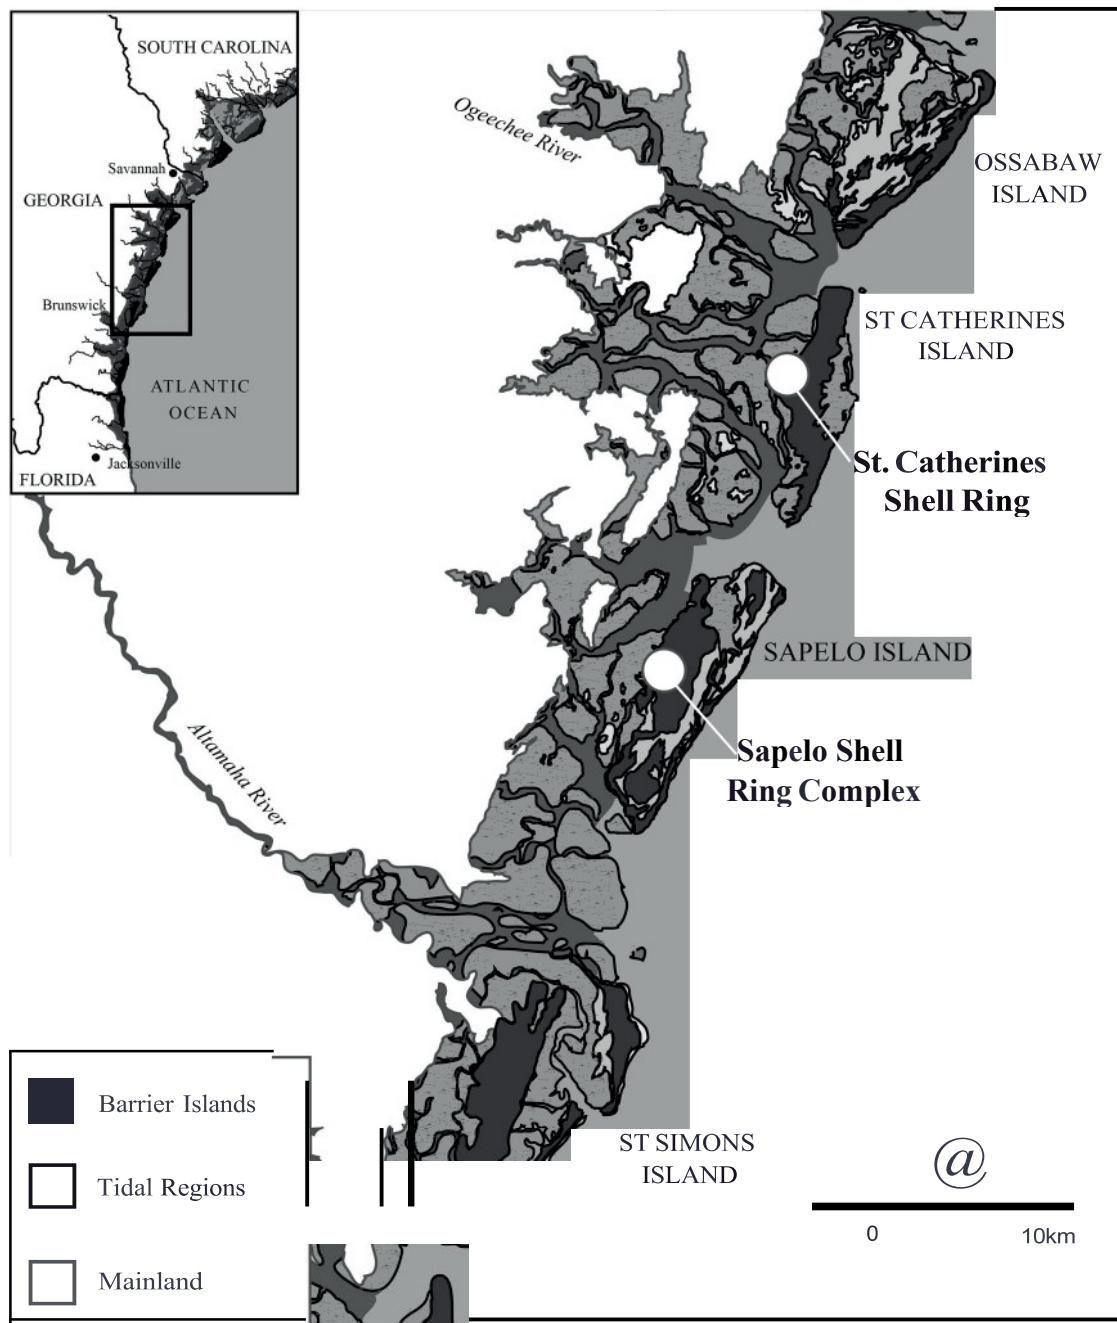 SOUTH CAROLINA
Savannah
GEORGIA
Brunswick
ATLANTIC
OCEAN
Jacksonville
FLORIDA
Ogeechee River
OSSABAW
ISLAND
ST CATHERINES
ISLAND
St. Catherines
Shell Ring
SAPELO ISLAND
Sapelo Shell
Ring Complex
Altamaha River
ST SIMONS
ISLAND
Barrier Islands
Tidal Regions
Mainland
@
0 10km